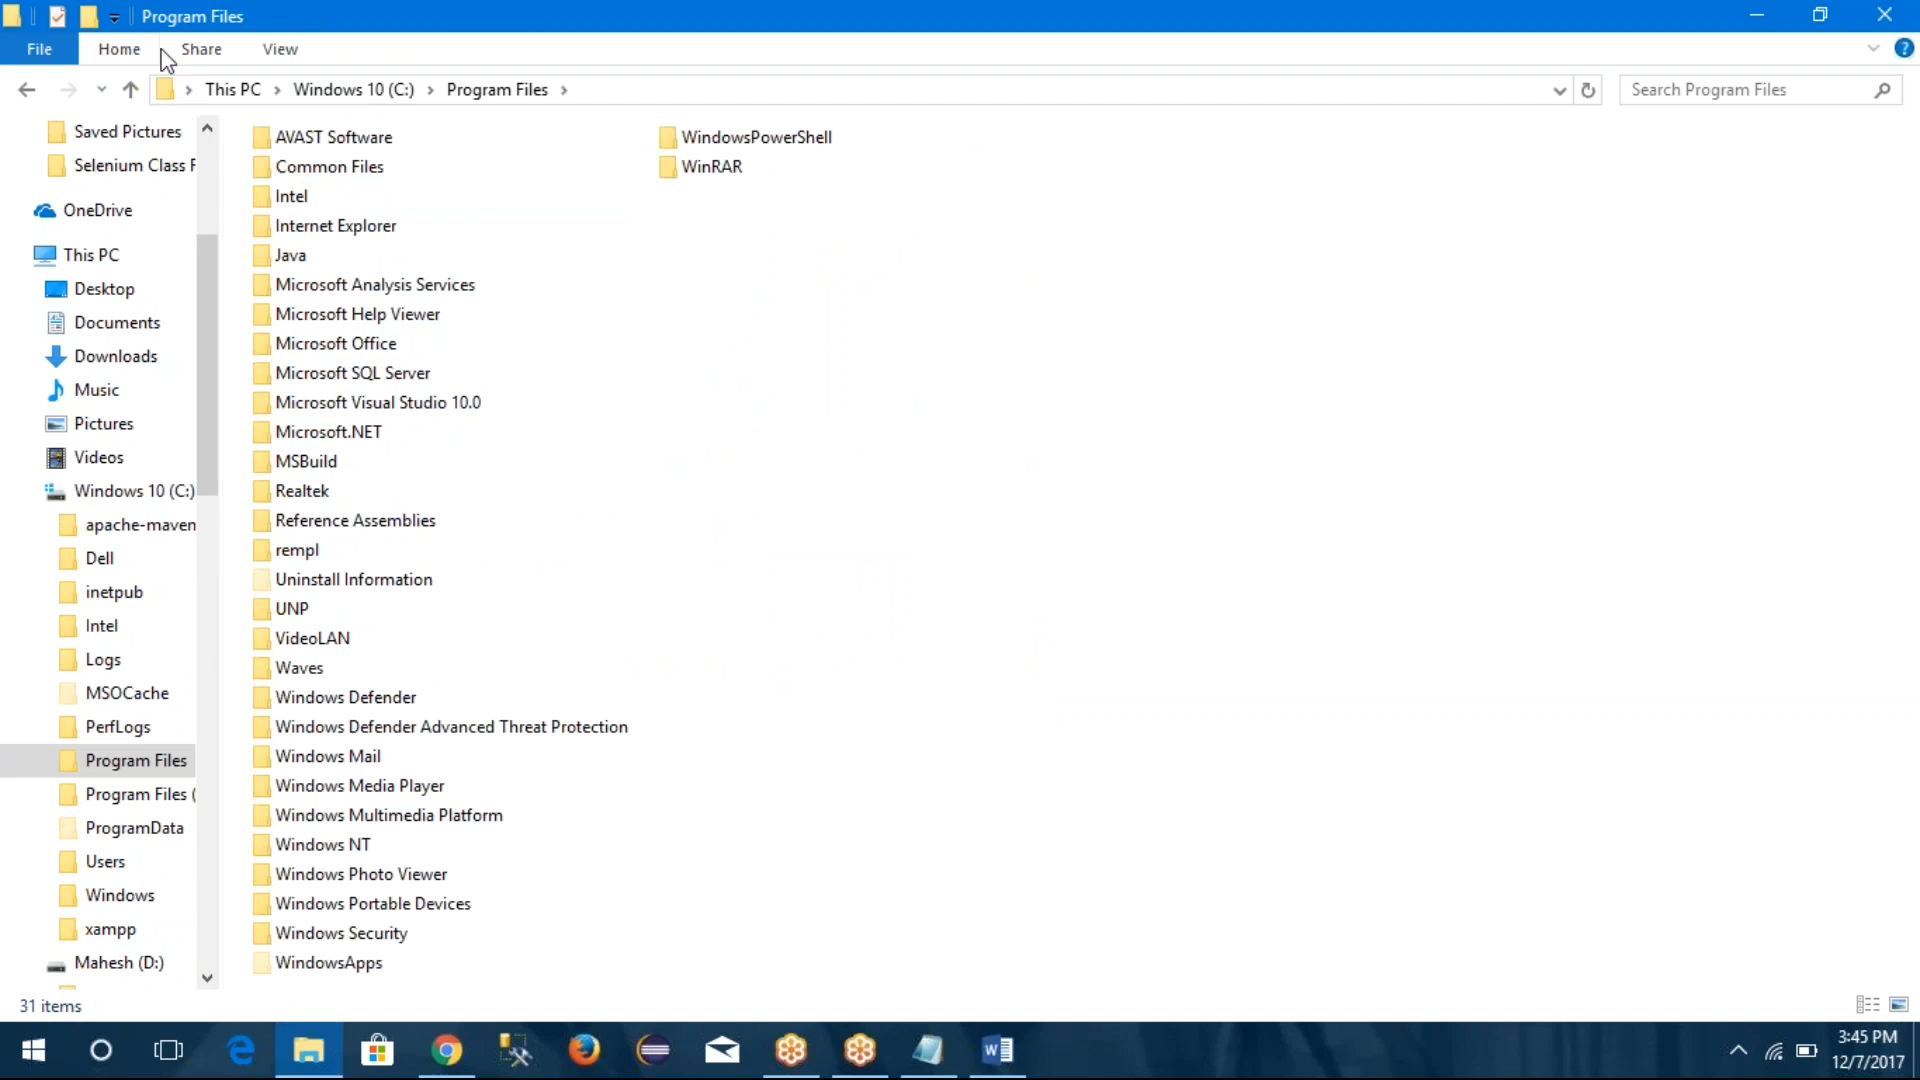 Program Files
File Home Share View
This PC > Windows 10 (C:) > Program Files >
Search Program Files
Saved Pictures
Selenium Class F
OneDrive
This PC
Desktop
Documents
Downloads
Music
Pictures
Videos
Windows 10 (C:)
apache-maven
Dell
inetpub
Intel
Logs
MSOCache
PerfLogs
Program Files
Program Files (
ProgramData
Users
Windows
xampp
Mahesh (D:)
AVAST Software
Common Files
Intel
Internet Explorer
Java
Microsoft Analysis Services
Microsoft Help Viewer
Microsoft Office
Microsoft SQL Server
Microsoft Visual Studio 10.0
Microsoft.NET
MSBuild
Realtek
Reference Assemblies
rempl
Uninstall Information
UNP
VideoLAN
Waves
Windows Defender
Windows Defender Advanced Threat Protection
Windows Mail
Windows Media Player
Windows Multimedia Platform
Windows NT
Windows Photo Viewer
Windows Portable Devices
Windows Security
WindowsApps
WindowsPowerShell
WinRAR
31 items
3:45 PM
12/7/2017